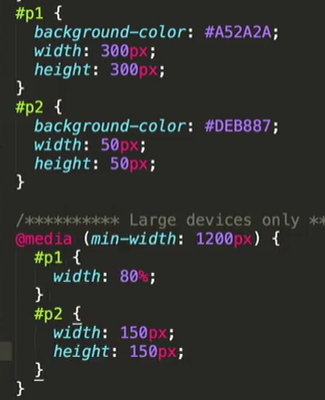 #p1 {
background-color: #A52A2A;
width: 300px;
height: 300px;
}
#p2 {
background-color: #DEB887;
width: 50px;
height: 50px;
}
/********** Large devices only **
@media (min-width: 1200px) {
#p1 {
width: 80%;
}
#p2 {
width: 150px;
height: 150px;
}
}